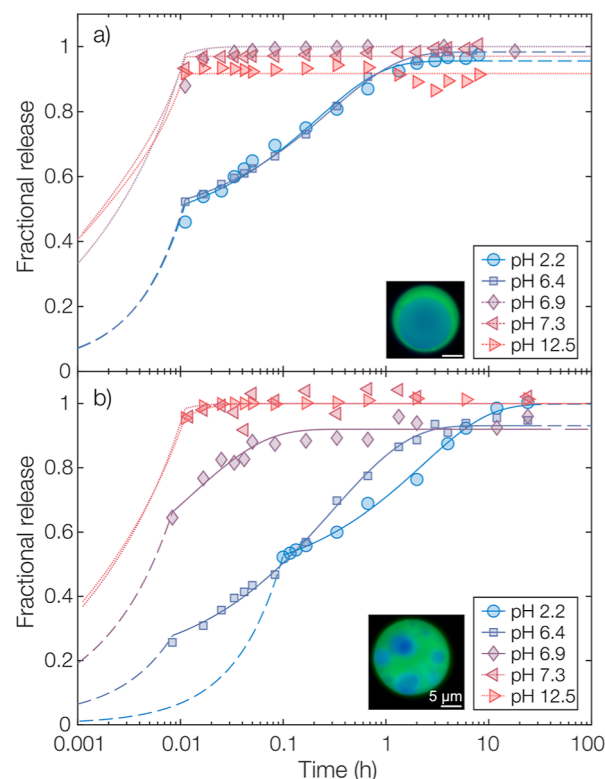 a)
1
0.8
0.6
0.4
0.2
0
Fractional release
pH 2.2
pH 6.4
pH 6.9
pH 7.3
pH 12.5
b)
1
0.8
0.6
0.4
0.2
0
Fractional release
pH 2.2
pH 6.4
pH 6.9
pH 7.3
pH 12.5
5 µm
0.001 0.01 0.1 1 10 100
Time (h)